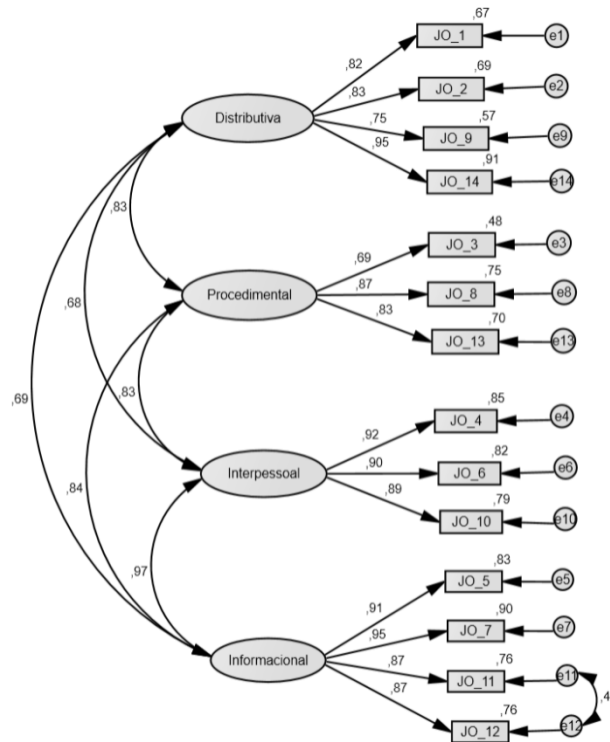 ,67
JO_1
e1
,82
,69
JO_2
e2
,83
Distributiva
,57
,75
JO_9
e9
,95
,91
JO_14
e14
,83
,48
JO_3
e3
,69
,75
Procedimental
,87
JO_8
e8
,68
,83
,70
JO_13
e13
,69
,83
,85
JO_4
e4
,92
,82
Interpessoal
,90
JO_6
e6
,84
,89
,79
JO_10
e10
,97
,83
JO_5
e5
,91
,90
,95
JO_7
e7
Informacional
,87
,76
JO_11
e11
,87
,76
JO_12
e12